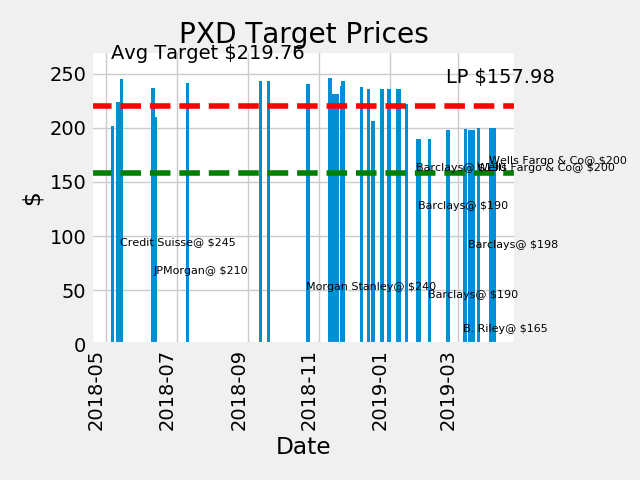 PXD Target Prices
Avg Target $219.76
LP $157.98
250
200
150
100
50
0
$
Wells Fargo & Co@ $200
Wells Fargo & Co@ $200
Barclays@ $190
Barclays@ $190
Credit Suisse@ $245
Barclays@ $198
JPMorgan@ $210
Morgan Stanley@ $240
Barclays@ $190
B. Riley@ $165
2018-05
2018-07
2018-09
2018-11
2019-01
2019-03
Date